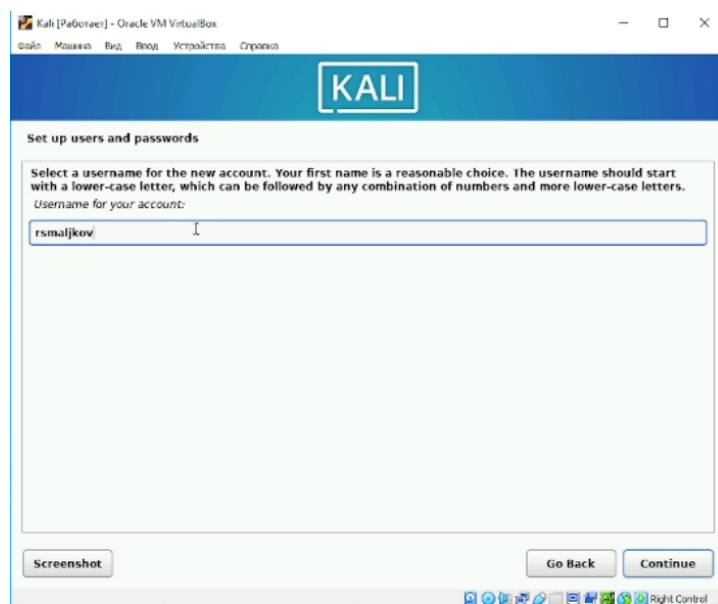 Kali [Работает] - Oracle VM VirtualBox
Файл Машина Вид Ввод Устройства Справка
KALI
Set up users and passwords
Select a username for the new account. Your first name is a reasonable choice. The username should start
with a lower-case letter, which can be followed by any combination of numbers and more lower-case letters.
Username for your account:
rsmaljkov
Screenshot
Go Back
Continue
Right Control